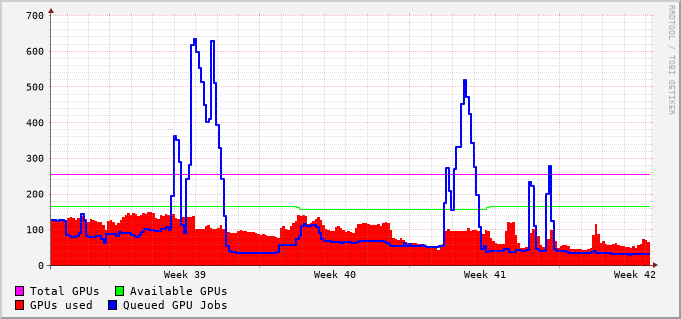 700
600
500
400
300
200
100
0
Week 39 Week 40 Week 41 Week 42
Total GPUs Available GPUs
GPUs used Queued GPU Jobs
RRDTOOL / TOBI OETIKER